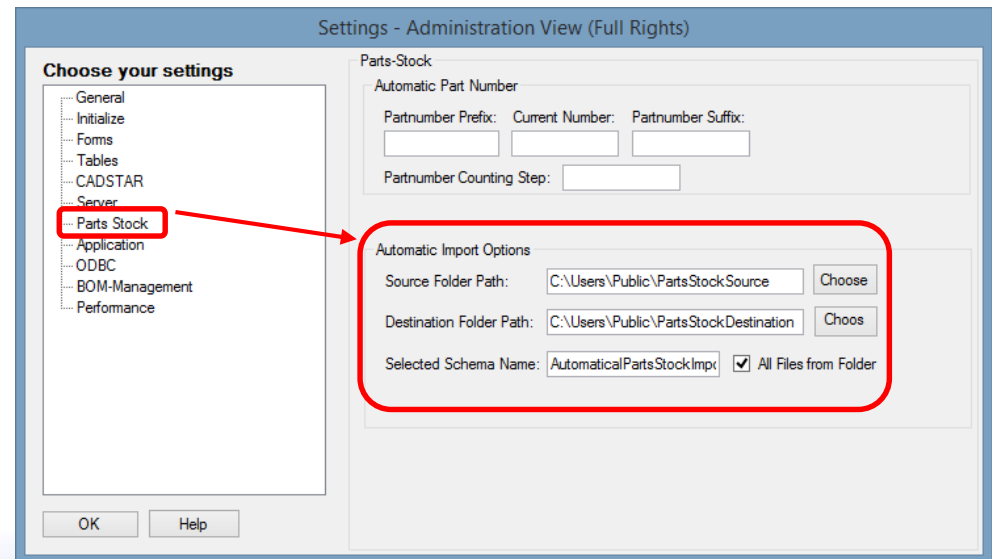 Settings - Administration View (Full Rights)
Choose your settings
General
Initialize
Forms
Tables
CADSTAR
Server
Parts Stock
Application
ODBC
BOM-Management
Performance
OK Help
Parts-Stock
Automatic Part Number
Partnumber Prefix: Current Number: Partnumber Suffix:
Partnumber Counting Step:
Automatic Import Options
Source Folder Path: C:\Users\Public\PartsStockSource Choose
Destination Folder Path: C:\Users\Public\PartsStockDestination Choos
Selected Schema Name: AutomaticalPartsStockImp All Files from Folder